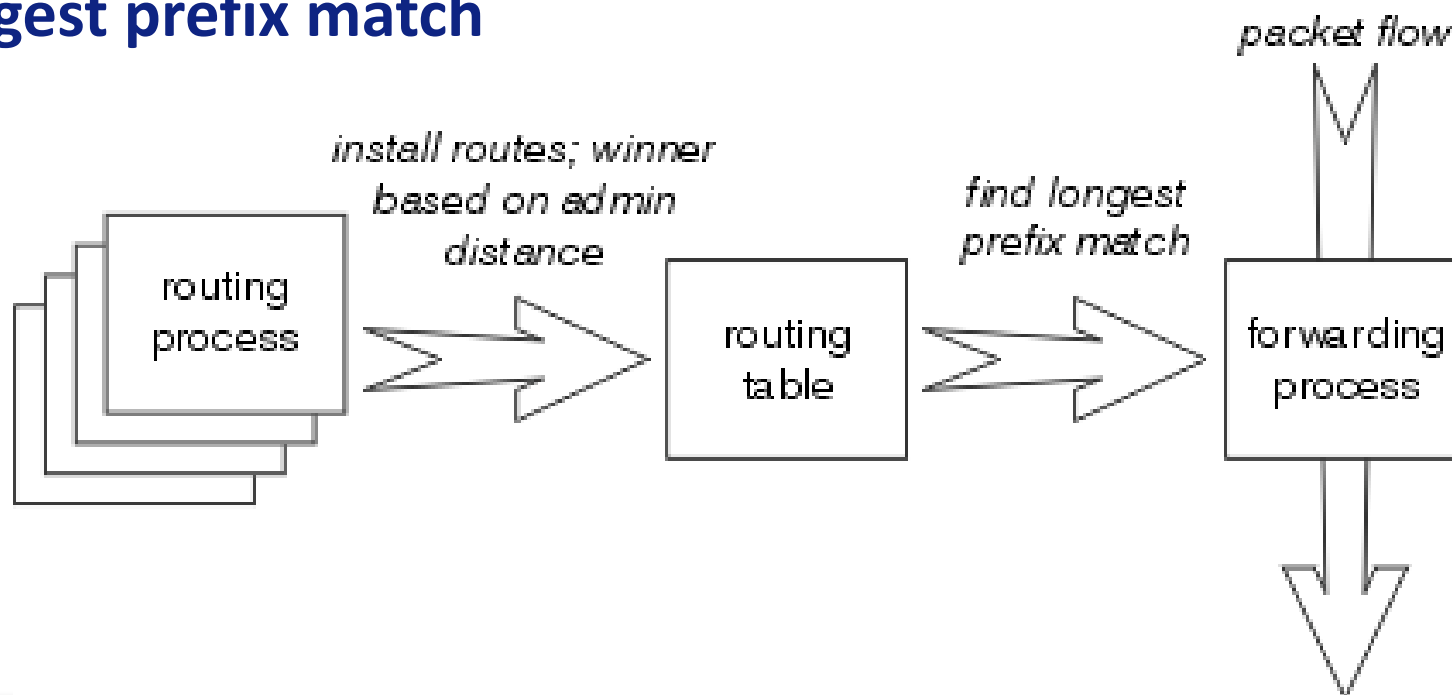 gest prefix match
packet flow
install routes; winner
based on admin
distance
find longest
prefix match
routing
process
routing
table
forwarding
process